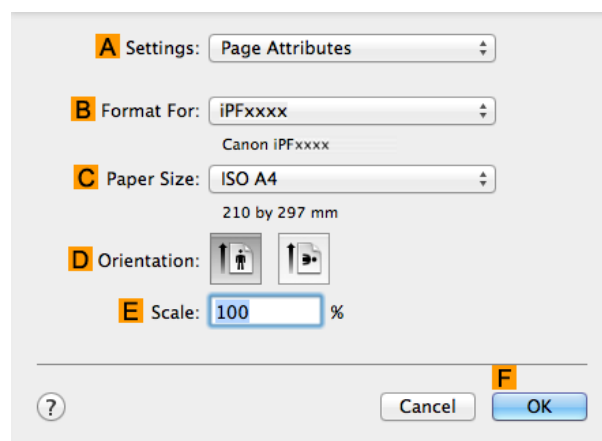 A Settings: Page Attributes
B Format For: iPFxxxx
Canon iPFxxxx
C Paper Size: ISO A4
210 by 297 mm
D Orientation:
E Scale: 100 %
F
? Cancel OK